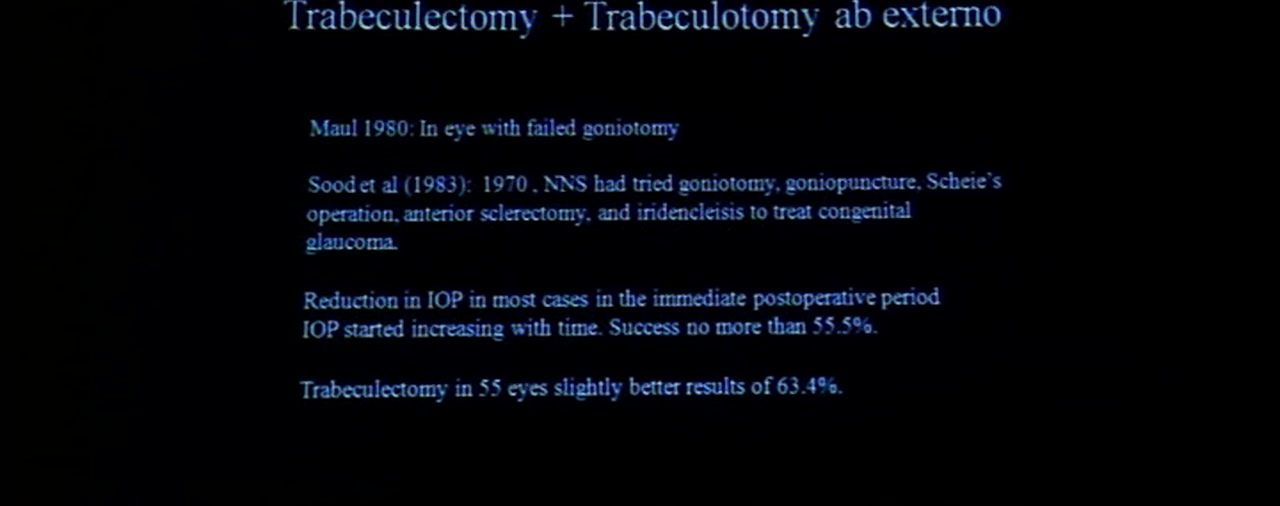 Trabeculectomy + Trabeculotomy ab externo
Maul 1980: In eye with failed goniotomy
Sood et al (1983): 1970 , NNS had tried goniotomy, goniopuncture, Scheie's
operation, anterior sclerectomy, and iridencleisis to treat congenital
glaucoma.
Reduction in IOP in most cases in the immediate postoperative period
IOP started increasing with time. Success no more than 55.5%.
Trabeculectomy in 55 eyes slightly better results of 63.4%.